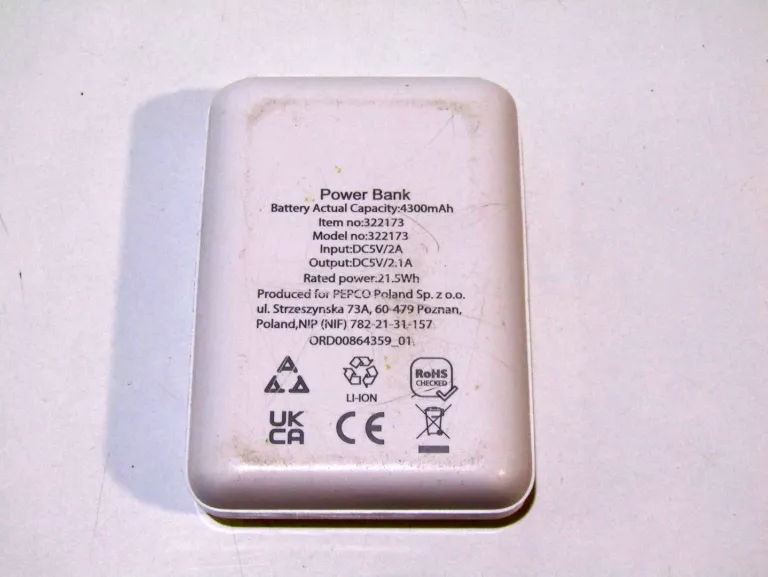 Power Bank
Battery Actual Capacity:4300mAh
Item no:322173
Model no:322173
Input:DC5V/2A
Output:DC5V/2.1A
Rated power:21.5Wh
Produced for PEPCO Poland Sp. z o.o.
ul. Strzeszynska 73A, 60-479 Poznan,
Poland,NIP (NIF) 782-21-31-157
ORD00864359_01
RoHS
CHECKED
LI-ION
UK
CA
CE